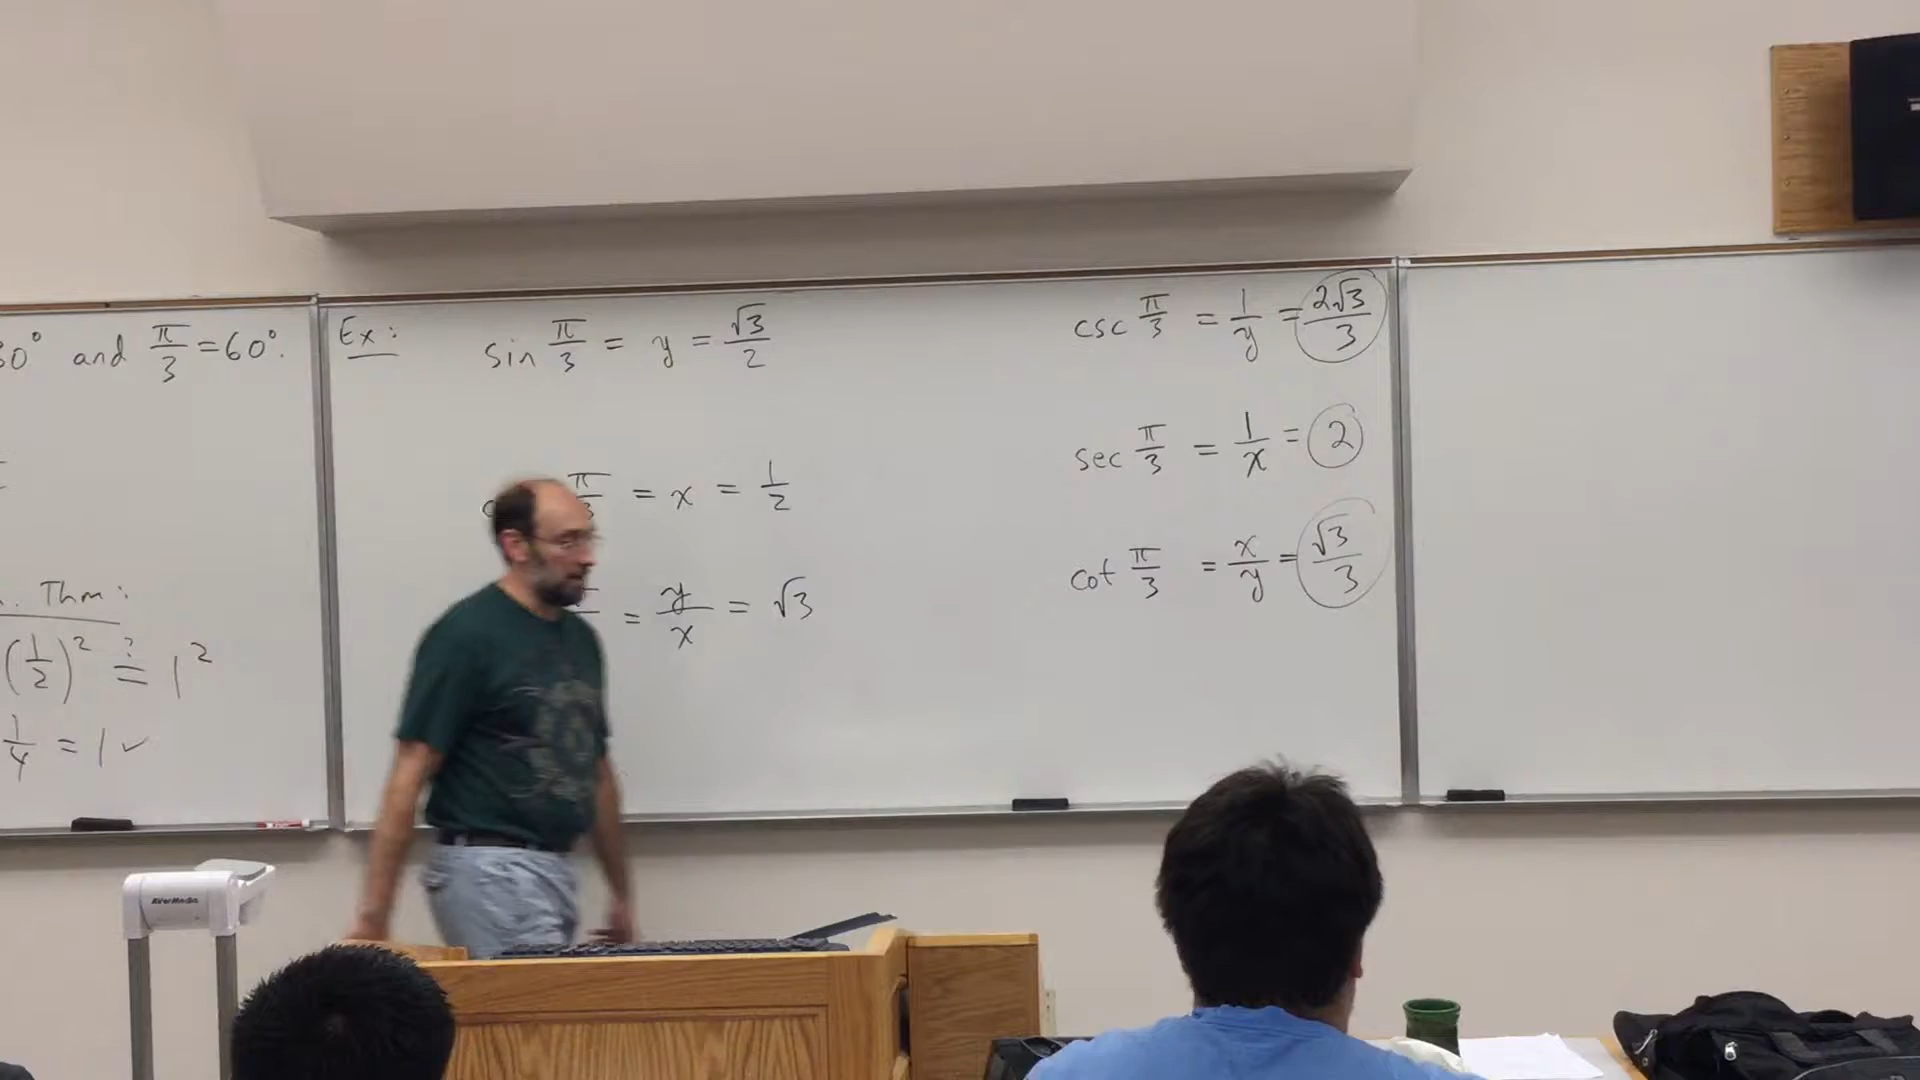 30° and π/3 = 60°.
. Thm:
(1/2)² ?= 1²
1/4 = 1 ✓
Ex:
sin π/3 = y = √3/2
π/3 = x = 1/2
= y/x = √3
csc π/3 = 1/y = 2√3/3
sec π/3 = 1/x = 2
cot π/3 = x/y = √3/3
AVerMedia